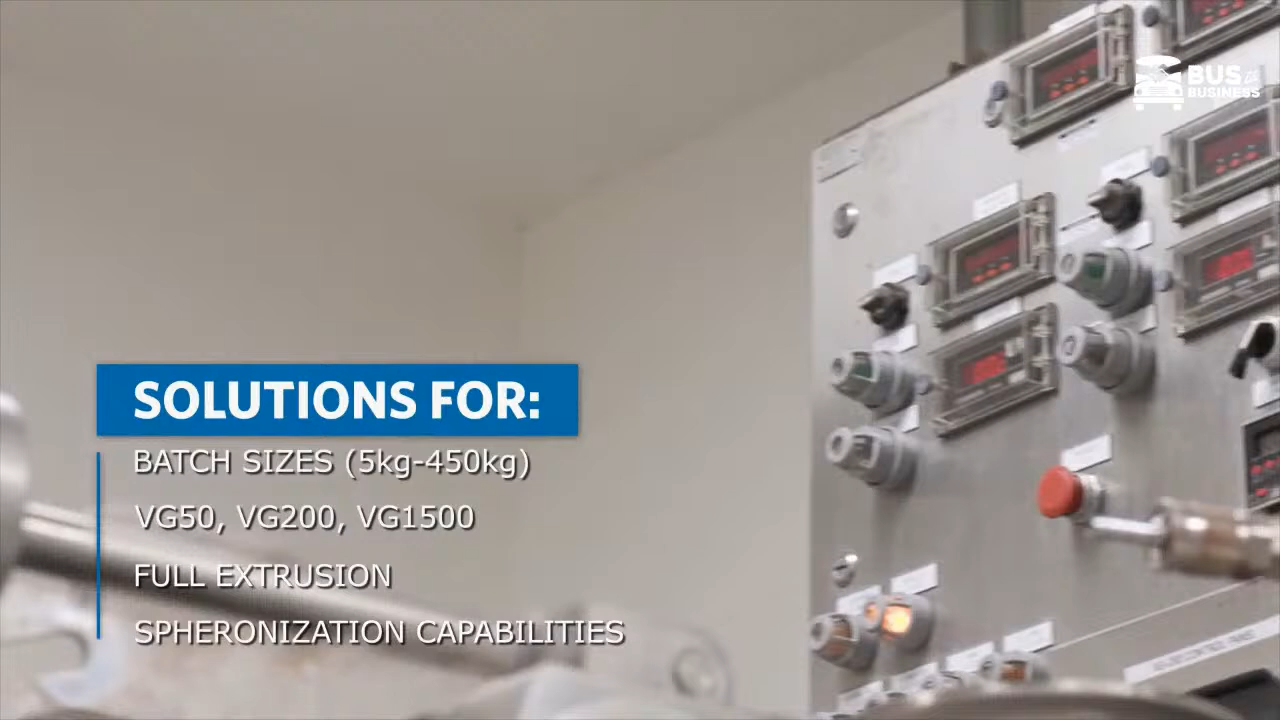 BUS
BUSINESS
SOLUTIONS FOR:
BATCH SIZES (5kg-450kg)
VG50, VG200, VG1500
FULL EXTRUSION
SPHERONIZATION CAPABILITIES